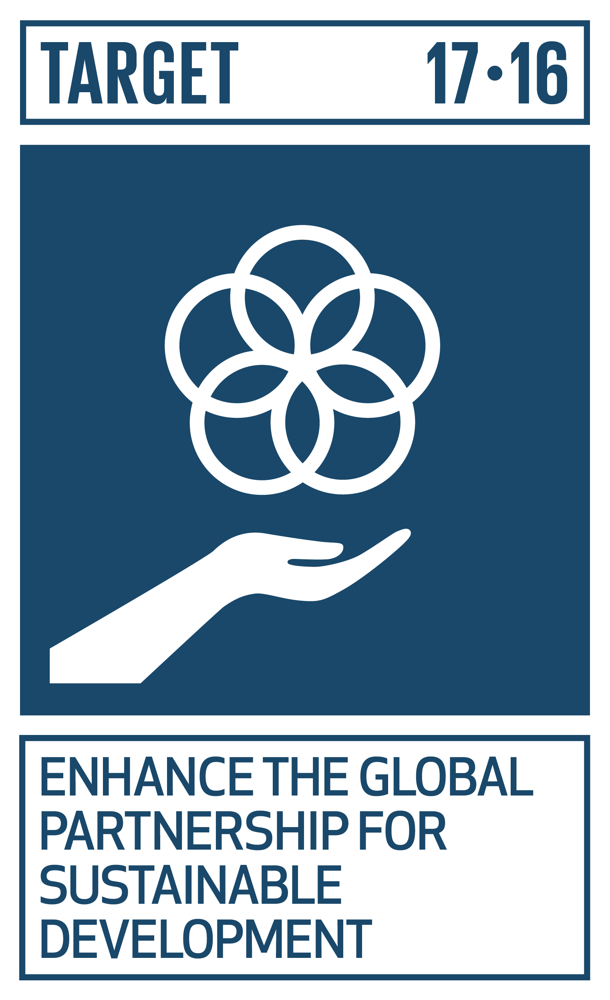 TARGET 17·16
ENHANCE THE GLOBAL
PARTNERSHIP FOR
SUSTAINABLE
DEVELOPMENT